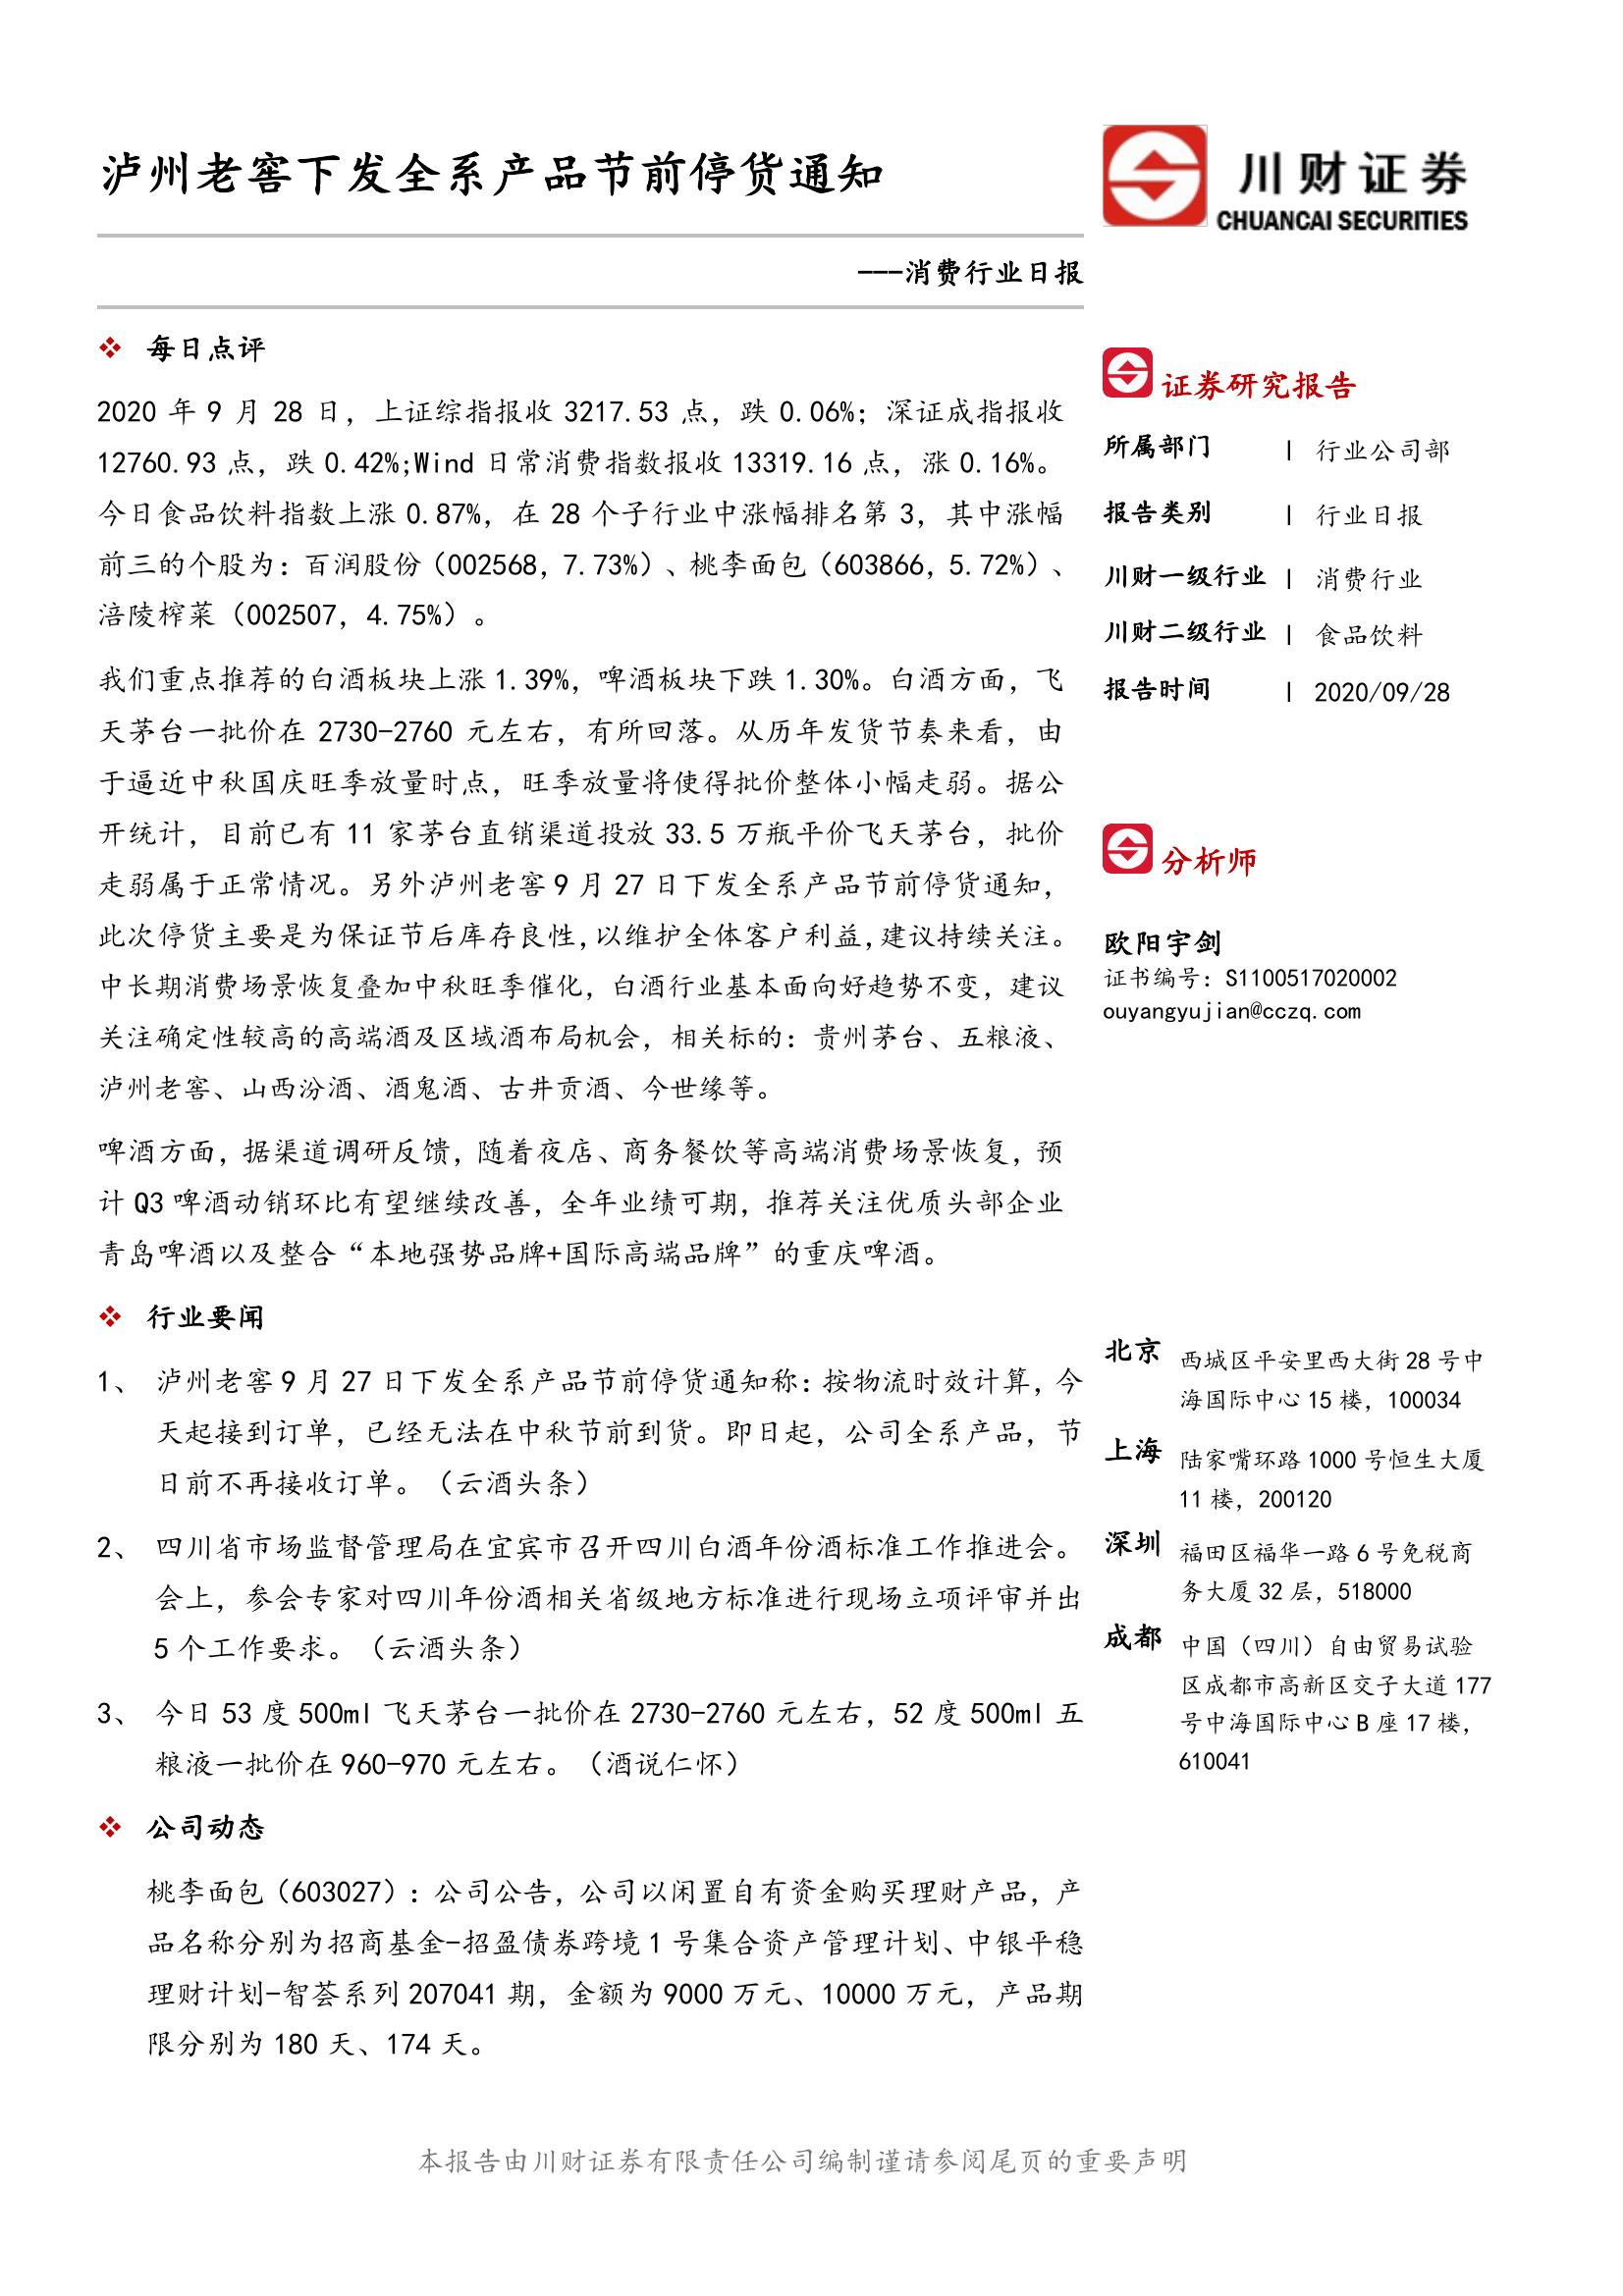 泸州老窖下发全系产品节前停货通知
川财证券
CHUANCAI SECURITIES
---消费行业日报
❖ 每日点评
2020 年 9 月 28 日，上证综指报收 3217.53 点，跌 0.06%；深证成指报收
12760.93 点，跌 0.42%;Wind 日常消费指数报收 13319.16 点，涨 0.16%。
今日食品饮料指数上涨 0.87%，在 28 个子行业中涨幅排名第 3，其中涨幅
前三的个股为：百润股份（002568，7.73%）、桃李面包（603866，5.72%）、
涪陵榨菜（002507，4.75%）。
我们重点推荐的白酒板块上涨 1.39%，啤酒板块下跌 1.30%。白酒方面，飞
天茅台一批价在 2730-2760 元左右，有所回落。从历年发货节奏来看，由
于逼近中秋国庆旺季放量时点，旺季放量将使得批价整体小幅走弱。据公
开统计，目前已有 11 家茅台直销渠道投放 33.5 万瓶平价飞天茅台，批价
走弱属于正常情况。另外泸州老窖 9 月 27 日下发全系产品节前停货通知，
此次停货主要是为保证节后库存良性，以维护全体客户利益，建议持续关注。
中长期消费场景恢复叠加中秋旺季催化，白酒行业基本面向好趋势不变，建议
关注确定性较高的高端酒及区域酒布局机会，相关标的：贵州茅台、五粮液、
泸州老窖、山西汾酒、酒鬼酒、古井贡酒、今世缘等。
啤酒方面，据渠道调研反馈，随着夜店、商务餐饮等高端消费场景恢复，预
计 Q3 啤酒动销环比有望继续改善，全年业绩可期，推荐关注优质头部企业
青岛啤酒以及整合“本地强势品牌+国际高端品牌”的重庆啤酒。
❖ 行业要闻
1、 泸州老窖 9 月 27 日下发全系产品节前停货通知称：按物流时效计算，今
天起接到订单，已经无法在中秋节前到货。即日起，公司全系产品，节
日前不再接收订单。（云酒头条）
2、 四川省市场监督管理局在宜宾市召开四川白酒年份酒标准工作推进会。
会上，参会专家对四川年份酒相关省级地方标准进行现场立项评审并出
5 个工作要求。（云酒头条）
3、 今日 53 度 500ml 飞天茅台一批价在 2730-2760 元左右，52 度 500ml 五
粮液一批价在 960-970 元左右。（酒说仁怀）
❖ 公司动态
桃李面包（603027）：公司公告，公司以闲置自有资金购买理财产品，产
品名称分别为招商基金-招盈债券跨境 1 号集合资产管理计划、中银平稳
理财计划-智荟系列 207041 期，金额为 9000 万元、10000 万元，产品期
限分别为 180 天、174 天。
证券研究报告
所属部门 | 行业公司部
报告类别 | 行业日报
川财一级行业 | 消费行业
川财二级行业 | 食品饮料
报告时间 | 2020/09/28
分析师
欧阳宇剑
证书编号：S1100517020002
ouyangyujian@cczq.com
北京 西城区平安里西大街 28 号中
海国际中心 15 楼，100034
上海 陆家嘴环路 1000 号恒生大厦
11 楼，200120
深圳 福田区福华一路 6 号免税商
务大厦 32 层，518000
成都 中国（四川）自由贸易试验
区成都市高新区交子大道 177
号中海国际中心 B 座 17 楼，
610041
本报告由川财证券有限责任公司编制谨请参阅尾页的重要声明